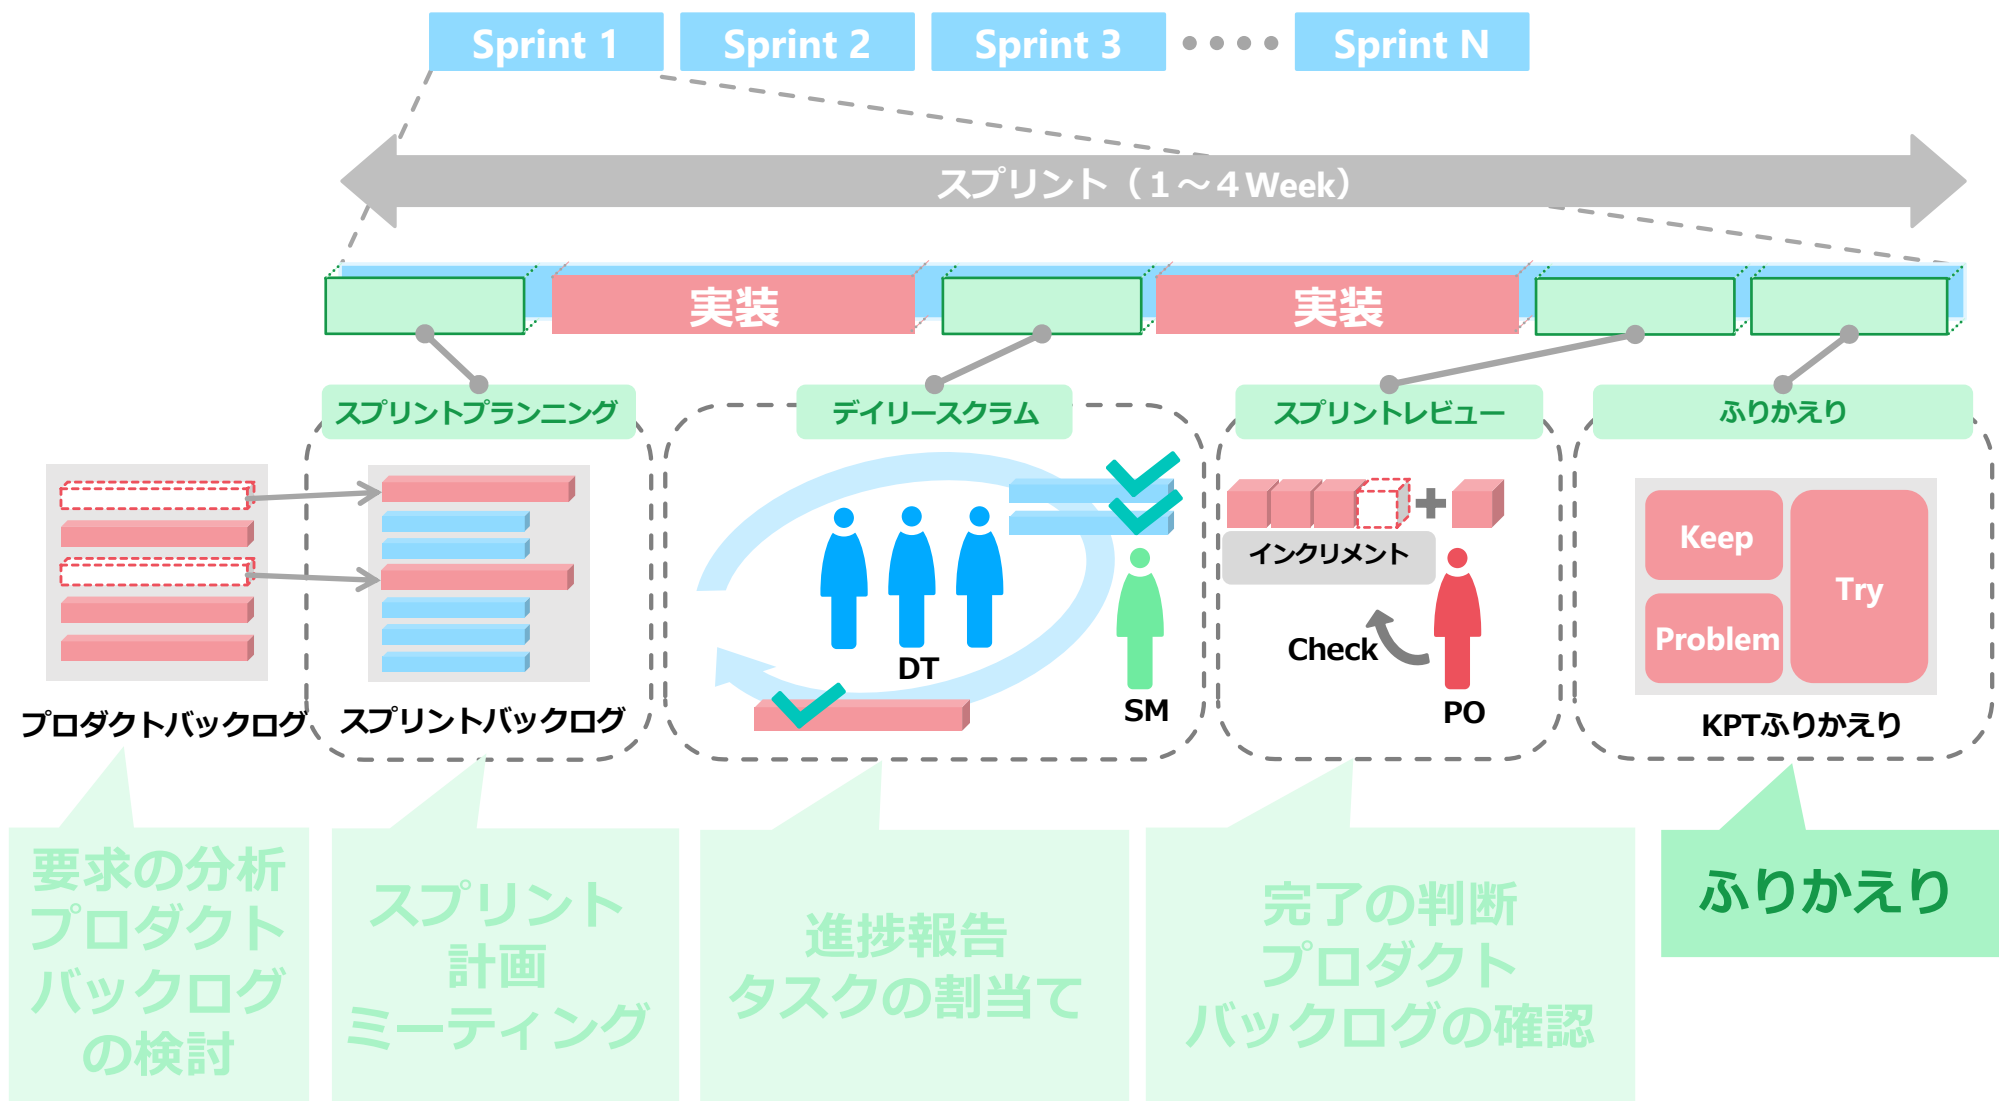 Sprint 1
Sprint 2
Sprint 3
Sprint N
スプリント（１～４Week）
実装
実装
スプリントプランニング
デイリースクラム
スプリントレビュー
ふりかえり
インクリメント
Keep
Problem
Try
Check
DT
SM
PO
プロダクトバックログ
スプリントバックログ
KPTふりかえり
要求の分析
プロダクト
バックログ
の検討
スプリント
計画
ミーティング
進捗報告
タスクの割当て
完了の判断
プロダクト
バックログの確認
ふりかえり